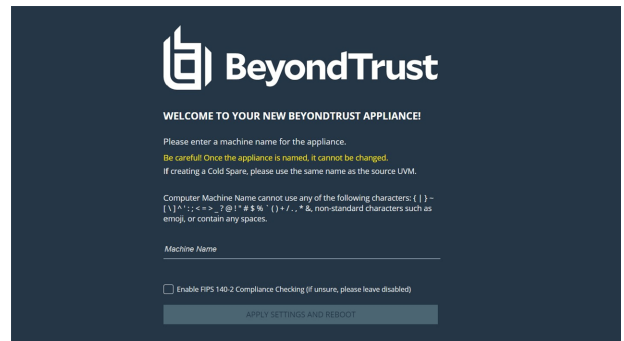 BeyondTrust
WELCOME TO YOUR NEW BEYONDTRUST APPLIANCE!
Please enter a machine name for the appliance.
Be careful! Once the appliance is named, it cannot be changed.
If creating a Cold Spare, please use the same name as the source UVM.
Computer Machine Name cannot use any of the following characters: { | } ~
[ \ ] ^ ' : ; < = > _ ? @ ! " # $ % ` ( ) + / . , * &, non-standard characters such as
emoji, or contain any spaces.
Machine Name
Enable FIPS 140-2 Compliance Checking (if unsure, please leave disabled)
APPLY SETTINGS AND REBOOT